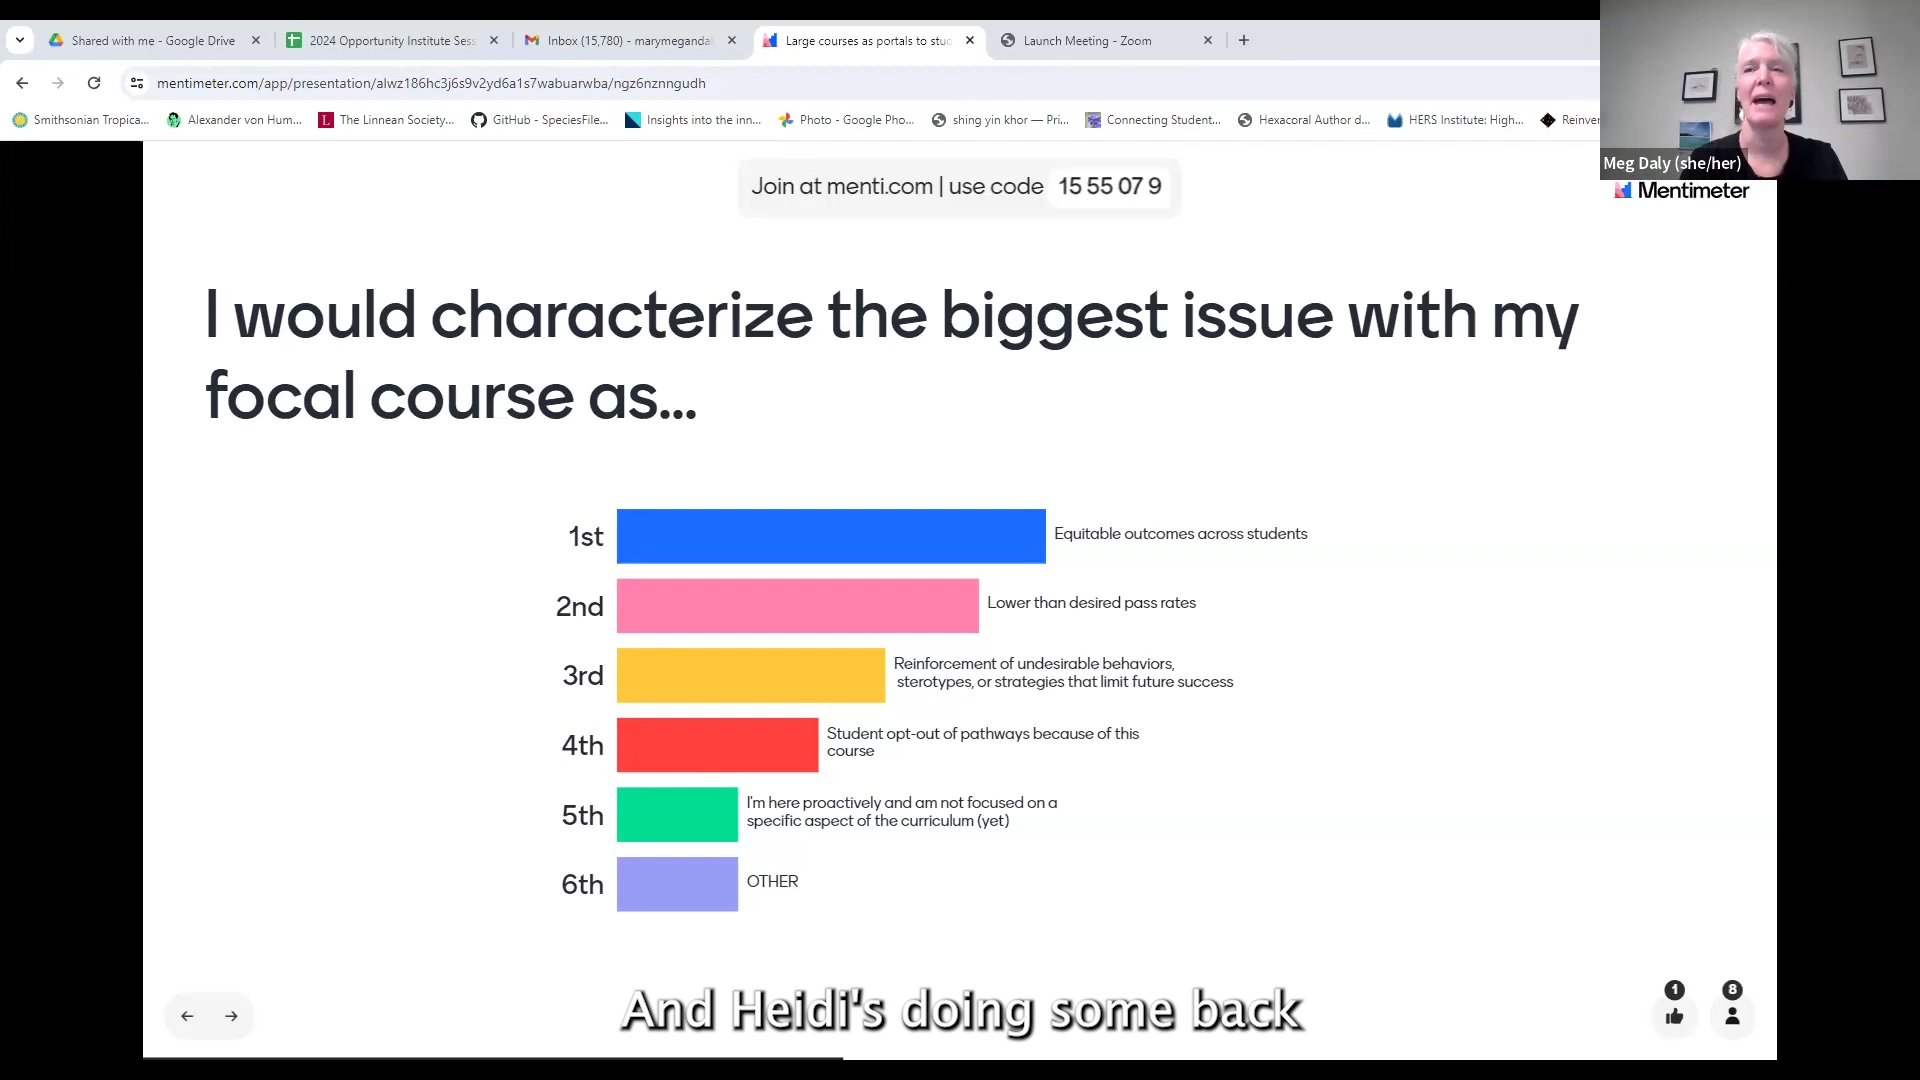 Shared with me - Google Drive
2024 Opportunity Institute Sess
Inbox (15,780) - marymegandal
Large courses as portals to stuc
Launch Meeting - Zoom
mentimeter.com/app/presentation/alwz186hc3j6s9v2yd6a1s7wabuarwba/ngz6nznngudh
Smithsonian Tropica...
Alexander von Hum...
The Linnean Society...
GitHub - SpeciesFile...
Insights into the inn...
Photo - Google Pho...
shing yin khor — Pri...
Connecting Student...
Hexacoral Author d...
HERS Institute: High...
Reinver
Meg Daly (she/her)
Join at menti.com | use code 15 55 07 9
Mentimeter
I would characterize the biggest issue with my
focal course as...
1st
Equitable outcomes across students
2nd
Lower than desired pass rates
3rd
Reinforcement of undesirable behaviors,
sterotypes, or strategies that limit future success
4th
Student opt-out of pathways because of this
course
5th
I'm here proactively and am not focused on a
specific aspect of the curriculum (yet)
6th
OTHER
1
8
And Heidi's doing some back